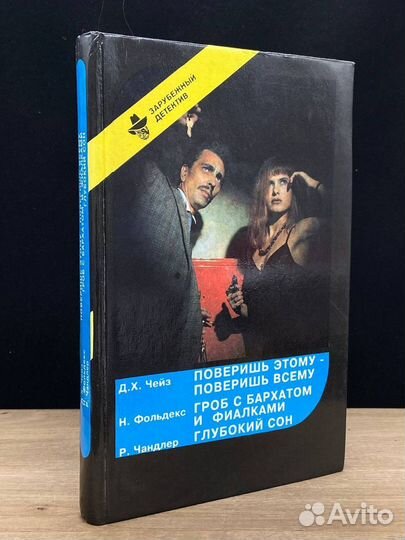 ЗАРУБЕЖНЫЙ
ДЕТЕКТИВ
Д.Х. Чейз
ПОВЕРИШЬ ЭТОМУ -
ПОВЕРИШЬ ВСЕМУ
Н. Фольдекс
ГРОБ С БАРХАТОМ
И ФИАЛКАМИ
Р. Чандлер
ГЛУБОКИЙ СОН
Avito